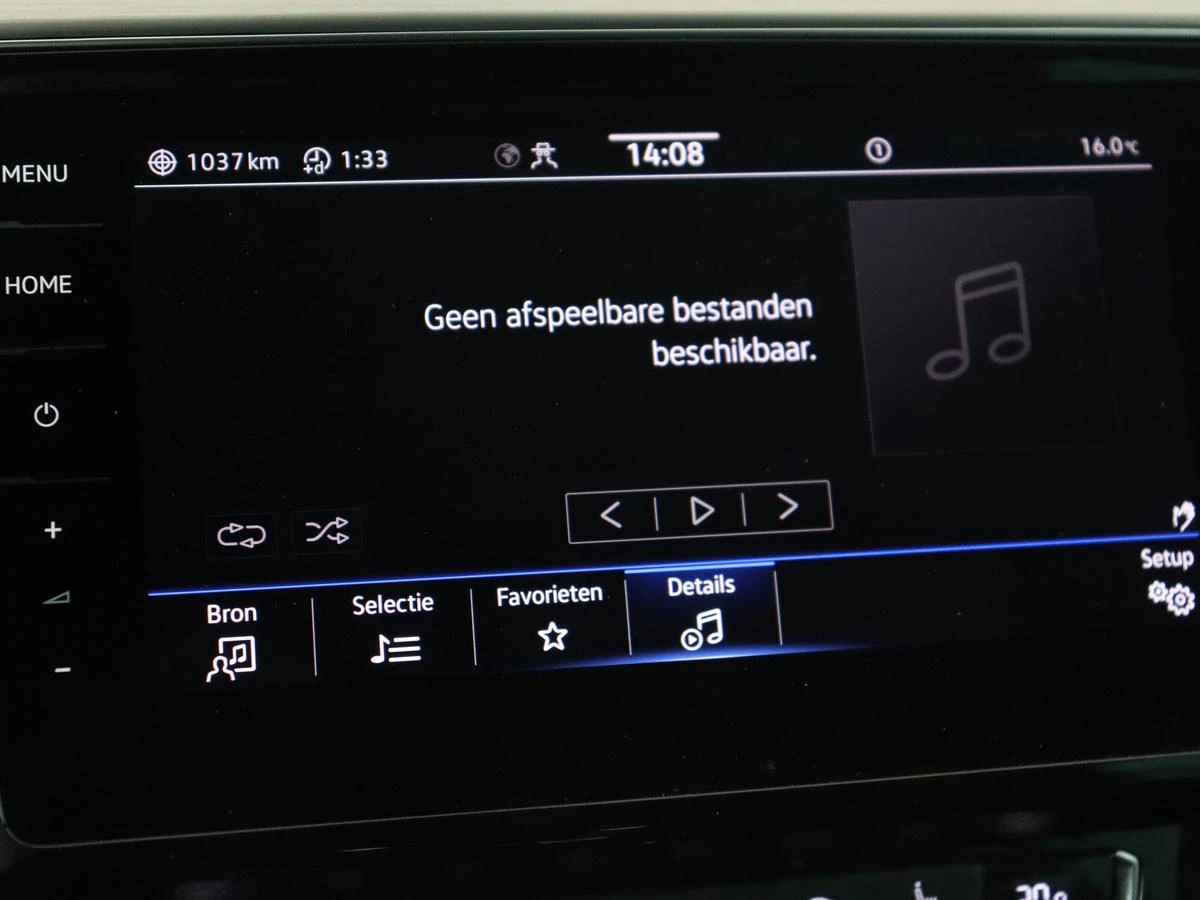 MENU
HOME
1037 km
+d 1:33
14:08
1
16.0°C
Geen afspeelbare bestanden
beschikbaar.
Bron
Selectie
Favorieten
Details
Setup